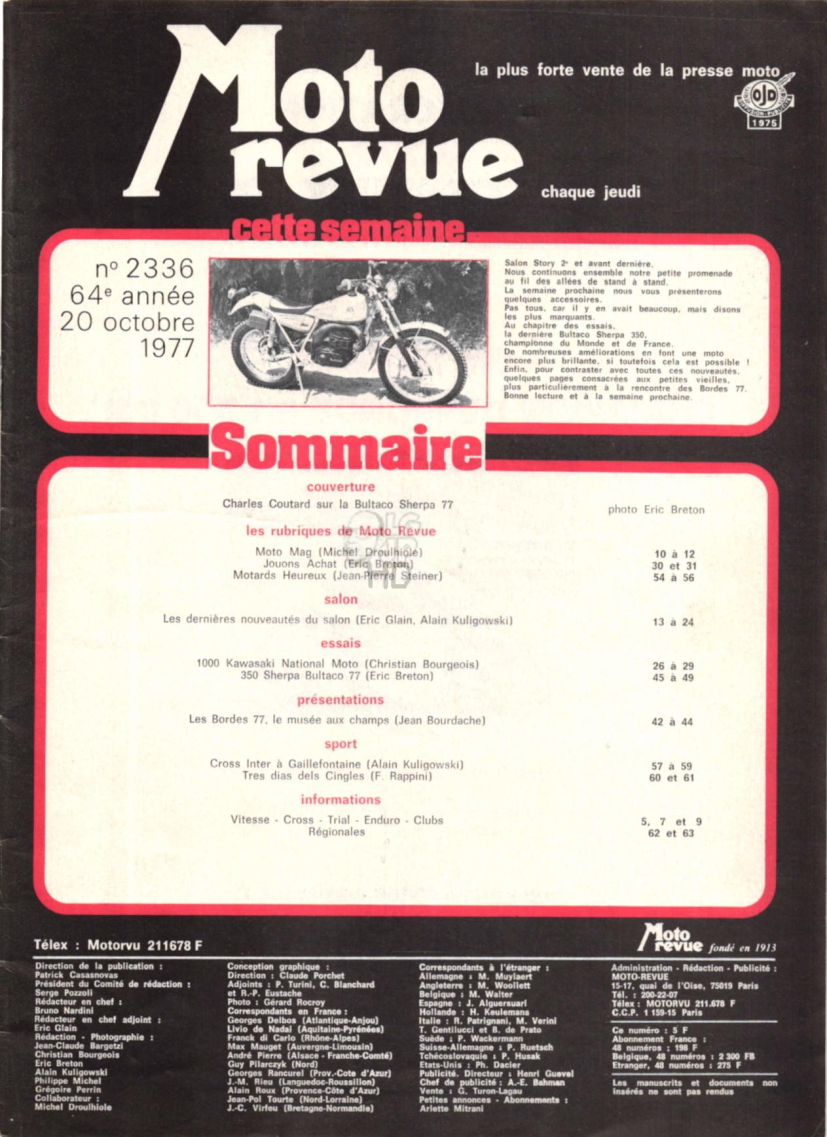 Moto
revue
la plus forte vente de la presse moto
OJD
1975
chaque jeudi
cette semaine
nº 2336
64e année
20 octobre
1977
Salon Story 2e et avant dernière.
Nous continuons ensemble notre petite promenade
au fil des allées de stand à stand.
La semaine prochaine nous vous présenterons
quelques accessoires.
Pas tous, car il y en avait beaucoup, mais disons
les plus marquants.
Au chapitre des essais,
la dernière Bultaco Sherpa 350,
championne du Monde et de France.
De nombreuses améliorations en font une moto
encore plus brillante, si toutefois cela est possible !
Enfin, pour contraster avec toutes ces nouveautés,
quelques pages consacrées aux petites vieilles,
plus particulièrement à la rencontre des Bordes 77.
Bonne lecture et à la semaine prochaine.
Sommaire
couverture
Charles Coutard sur la Bultaco Sherpa 77 photo Eric Breton
les rubriques de Moto Revue
Moto Mag (Michel Droulhiole) 10 à 12
Jouons Achat (Eric Breton) 30 et 31
Motards Heureux (Jean-Pierre Steiner) 54 à 56
salon
Les dernières nouveautés du salon (Eric Glain, Alain Kuligowski) 13 à 24
essais
1000 Kawasaki National Moto (Christian Bourgeois) 26 à 29
350 Sherpa Bultaco 77 (Eric Breton) 45 à 49
présentations
Les Bordes 77, le musée aux champs (Jean Bourdache) 42 à 44
sport
Cross Inter à Gaillefontaine (Alain Kuligowski) 57 à 59
Tres dias dels Cingles (F. Rappini) 60 et 61
informations
Vitesse - Cross - Trial - Enduro - Clubs 5, 7 et 9
Régionales 62 et 63
Télex : Motorvu 211678 F
Moto
revue fondé en 1913
Direction de la publication :
Patrick Casasnovas
Président du Comité de rédaction :
Serge Pozzoli
Rédacteur en chef :
Bruno Nardini
Rédacteur en chef adjoint :
Eric Glain
Rédaction - Photographie :
Jean-Claude Bargetzi
Christian Bourgeois
Eric Breton
Alain Kuligowski
Philippe Michel
Grégoire Perrin
Collaborateur :
Michel Droulhiole
Conception graphique :
Direction : Claude Porchet
Adjoints : P. Turini, C. Blanchard
et R.-P. Eustache
Photo : Gérard Rocroy
Correspondants en France :
Georges Delbos (Atlantique-Anjou)
Livio de Nadaï (Aquitaine-Pyrénées)
Franck di Carlo (Rhône-Alpes)
Max Mauget (Auvergne-Limousin)
André Pierre (Alsace - Franche-Comté)
Guy Pilarczyk (Nord)
Georges Rancurel (Prov.-Cote d'Azur)
J.-M. Rieu (Languedoc-Roussillon)
Alain Roux (Provence-Côte d'Azur)
Jean-Pol Tourte (Nord-Lorraine)
J.-C. Virfeu (Bretagne-Normandie)
Correspondants à l'étranger :
Allemagne : M. Muylaert
Angleterre : M. Woollett
Belgique : M. Walter
Espagne : J. Alguersuari
Hollande : H. Keulemans
Italie : R. Patrignani, M. Verini
T. Gentilucci et B. de Prato
Suède : P. Wackermann
Suisse-Allemagne : P. Ruetsch
Tchécoslovaquie : P. Husak
Etats-Unis : Ph. Dacier
Publicité. Directeur : Henri Guevel
Chef de publicité : A.-E. Bahman
Vente : G. Turon-Lagau
Petites annonces - Abonnements :
Arlette Mitrani
Administration - Rédaction - Publicité :
MOTO-REVUE
15-17, quai de l'Oise, 75019 Paris
Tél. : 200-22-07
Télex : MOTORVU 211.678 F
C.C.P. 1 159-15 Paris
Ce numéro : 5 F
Abonnement France :
48 numéros : 198 F
Belgique, 48 numéros : 2 300 FB
Etranger, 48 numéros : 275 F
Les manuscrits et documents non
insérés ne sont pas rendus